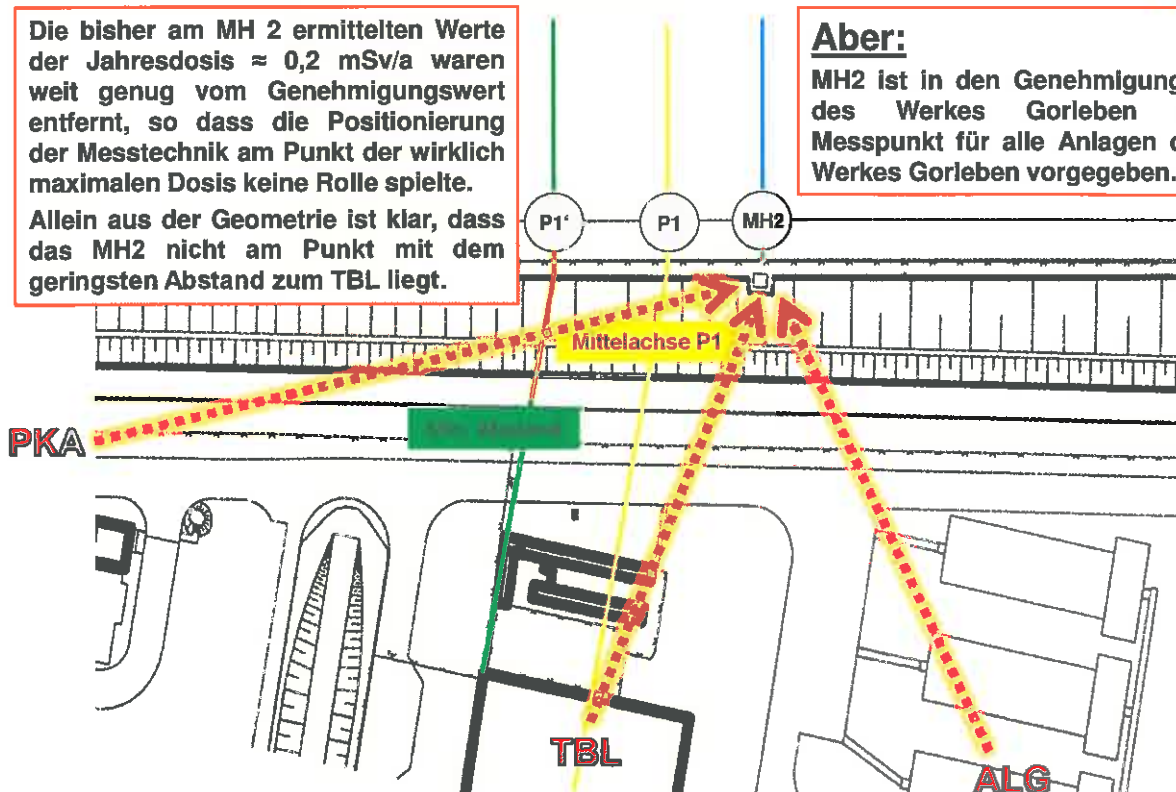 Die bisher am MH 2 ermittelten Werte
der Jahresdosis ≈ 0,2 mSv/a waren
weit genug vom Genehmigungswert
entfernt, so dass die Positionierung
der Messtechnik am Punkt der wirklich
maximalen Dosis keine Rolle spielte.
Allein aus der Geometrie ist klar, dass
das MH2 nicht am Punkt mit dem
geringsten Abstand zum TBL liegt.
Aber:
MH2 ist in den Genehmigung
des Werkes Gorleben
Messpunkt für alle Anlagen d
Werkes Gorleben vorgegeben.
P1‘
P1
MH2
Mittelachse P1
PKA
TBL
ALG